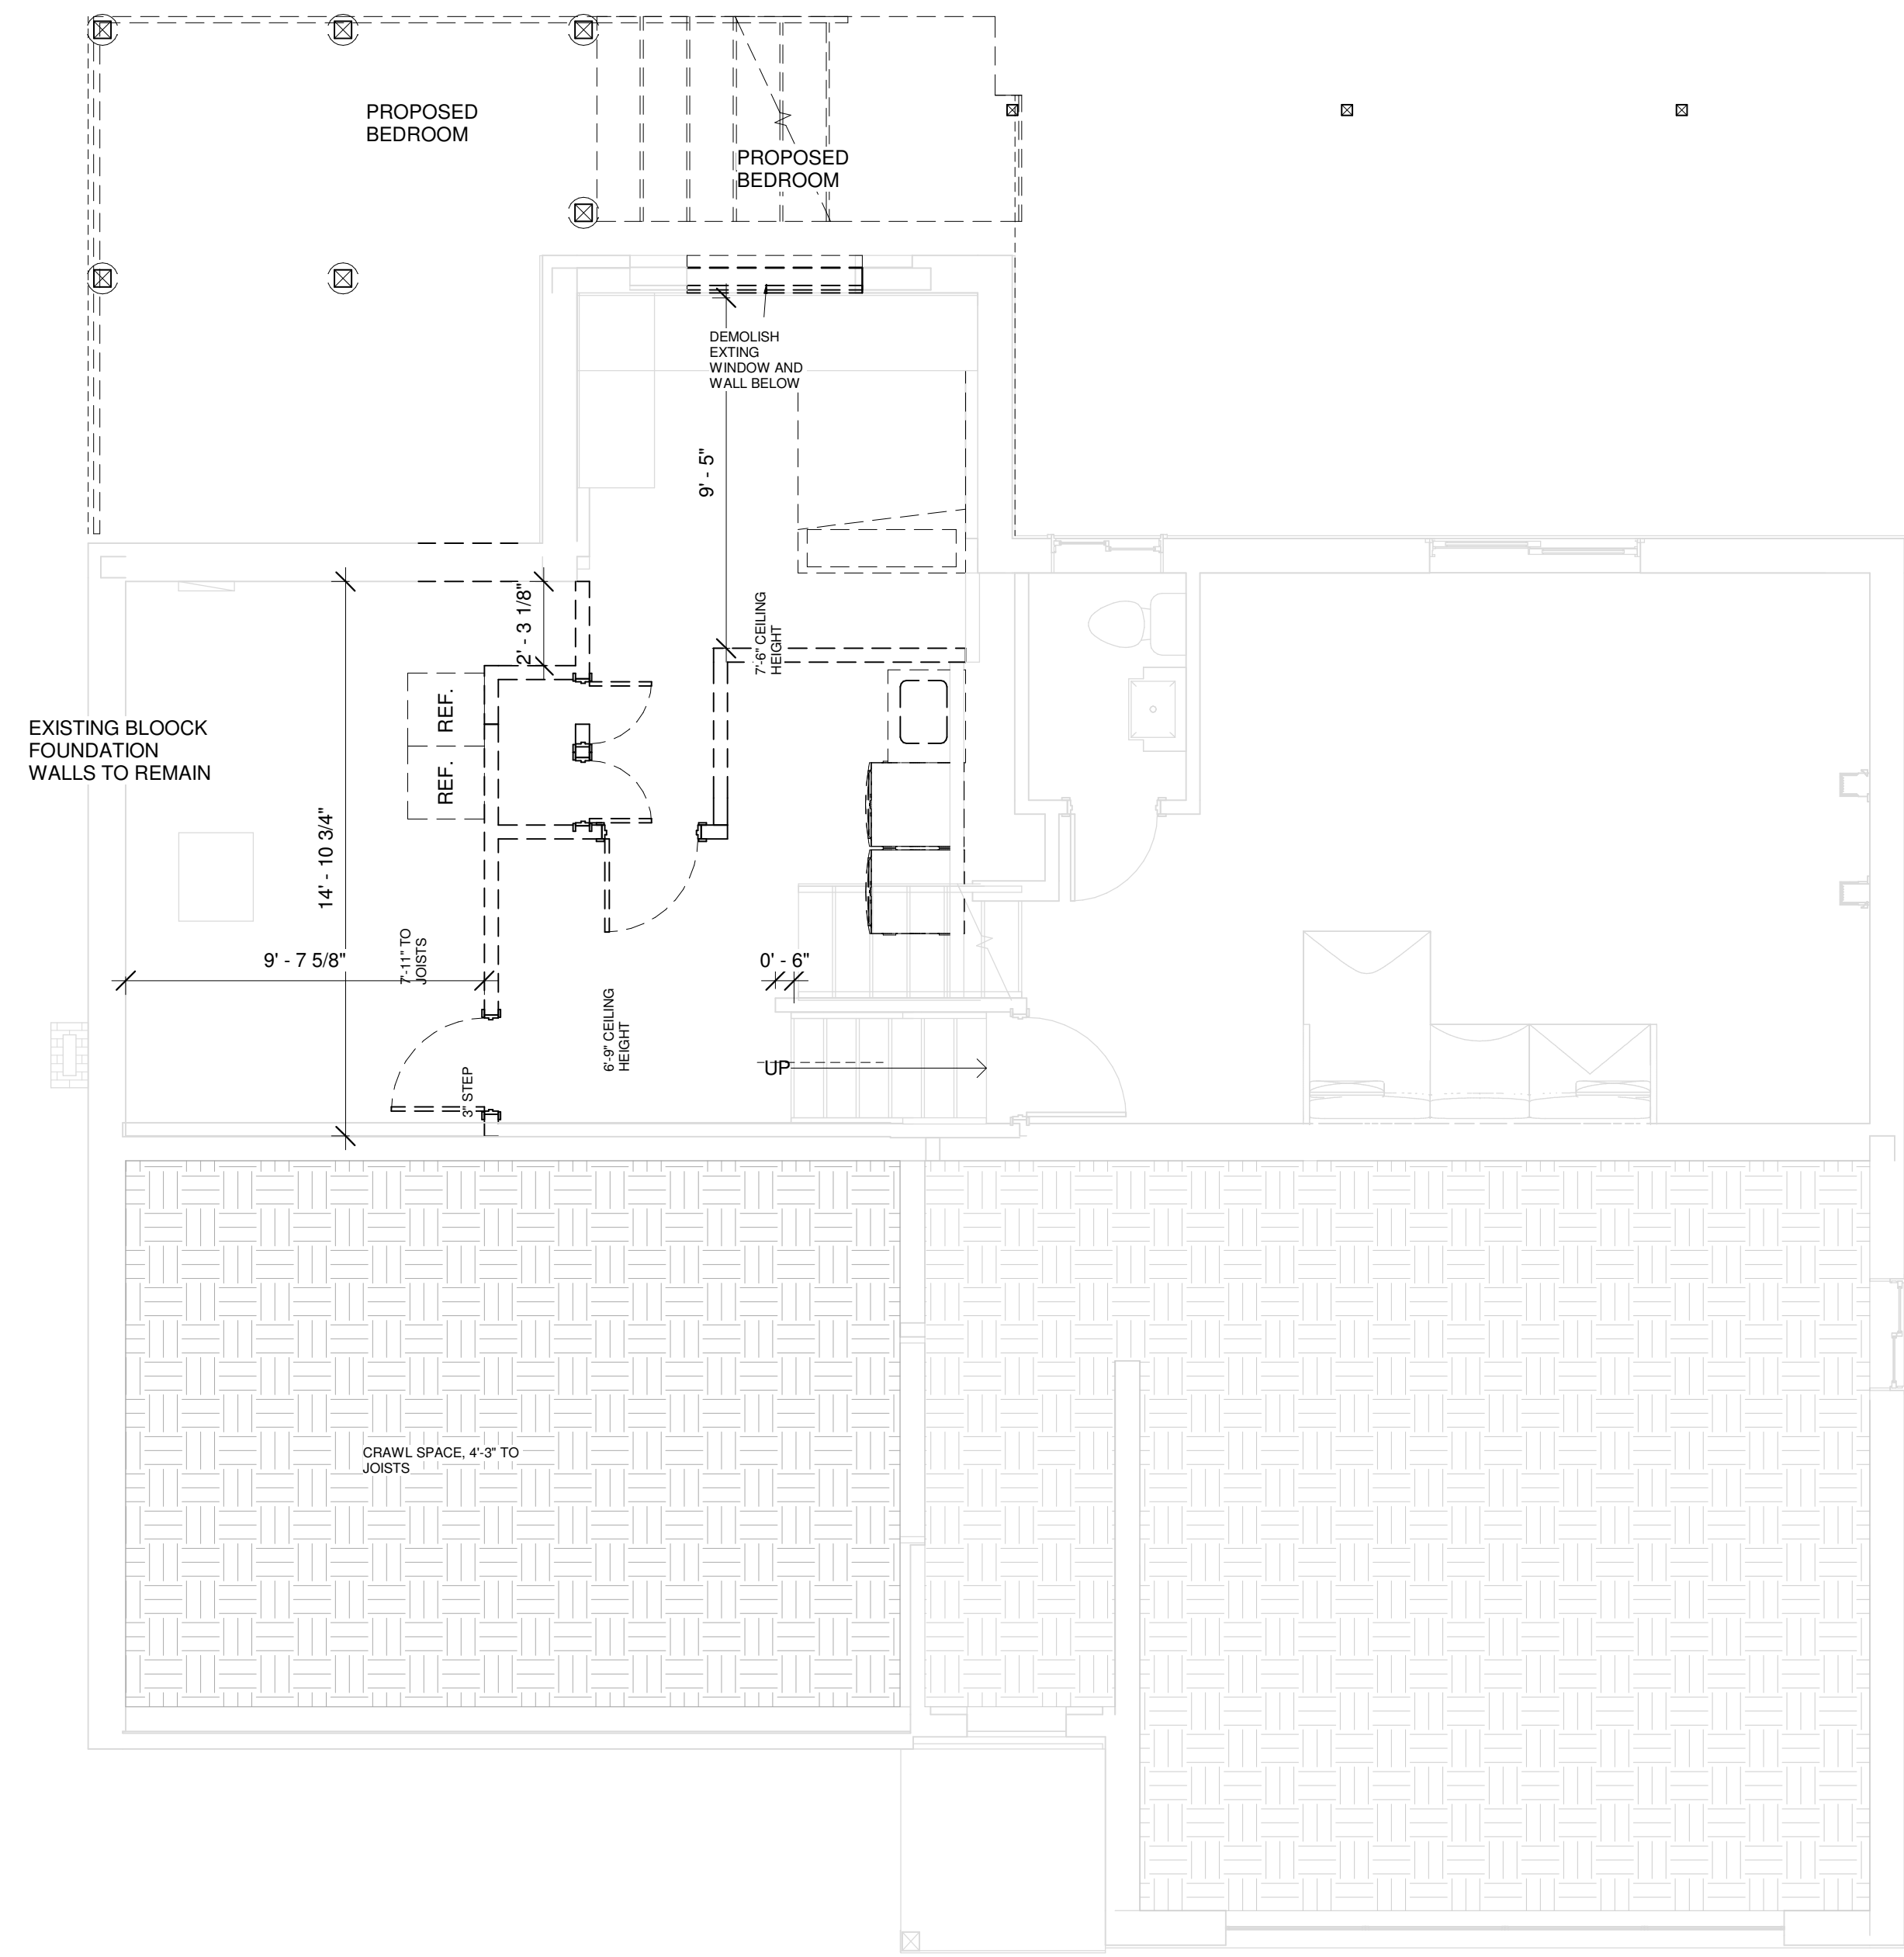 PROPOSED
BEDROOM
PROPOSED
BEDROOM
DEMOLISH
EXTING
WINDOW AND
WALL BELOW
9' - 5"
2' - 3 1/8"
7'-6" CEILING
HEIGHT
REF.
REF.
EXISTING BLOOCK
FOUNDATION
WALLS TO REMAIN
14' - 10 3/4"
7'-11" TO
JOISTS
9' - 7 5/8"
0' - 6"
6'-9" CEILING
HEIGHT
3" STEP
UP
CRAWL SPACE, 4'-3" TO
JOISTS